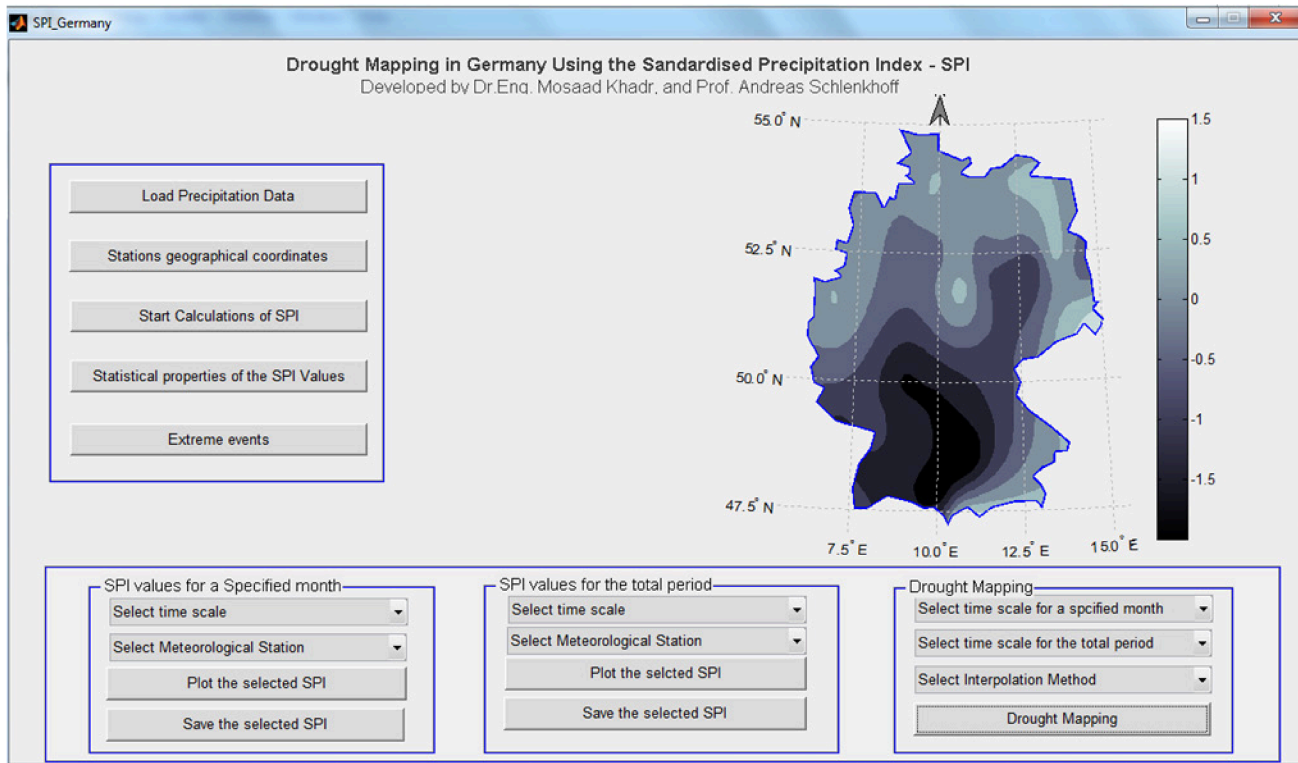 SPI_Germany
Drought Mapping in Germany Using the Sandardised Precipitation Index - SPI
Developed by Dr.Eng. Mosaad Khadr, and Prof. Andreas Schlenkhoff
Load Precipitation Data
Stations geographical coordinates
Start Calculations of SPI
Statistical properties of the SPI Values
Extreme events
55.0° N
52.5° N
50.0° N
47.5° N
7.5° E
10.0° E
12.5° E
15.0° E
1.5
1
0.5
0
-0.5
-1
-1.5
SPI values for a Specified month
Select time scale
Select Meteorological Station
Plot the selected SPI
Save the selected SPI
SPI values for the total period
Select time scale
Select Meteorological Station
Plot the selcted SPI
Save the selected SPI
Drought Mapping
Select time scale for a spcified month
Select time scale for the total period
Select Interpolation Method
Drought Mapping